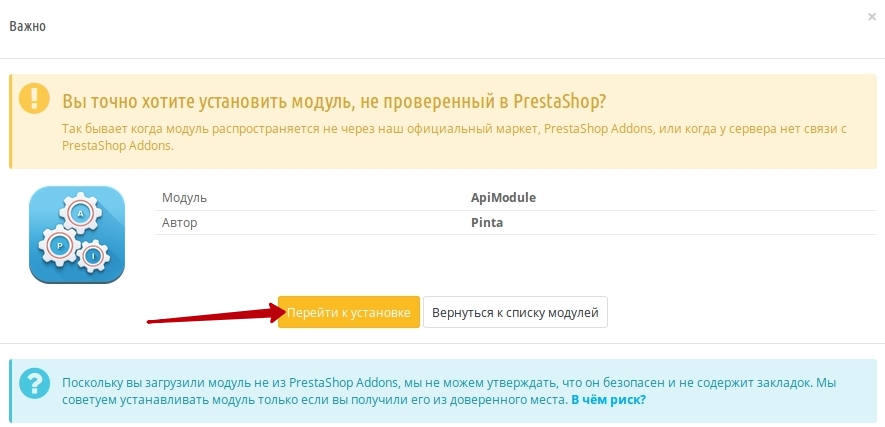 Важно
×
Вы точно хотите установить модуль, не проверенный в PrestaShop?
Так бывает когда модуль распространяется не через наш официальный маркет, PrestaShop Addons, или когда у сервера нет связи с
PrestaShop Addons.
Модуль ApiModule
Автор Pinta
A
P
I
Перейти к установке Вернуться к списку модулей
Поскольку вы загрузили модуль не из PrestaShop Addons, мы не можем утверждать, что он безопасен и не содержит закладок. Мы
советуем устанавливать модуль только если вы получили его из доверенного места. В чём риск?